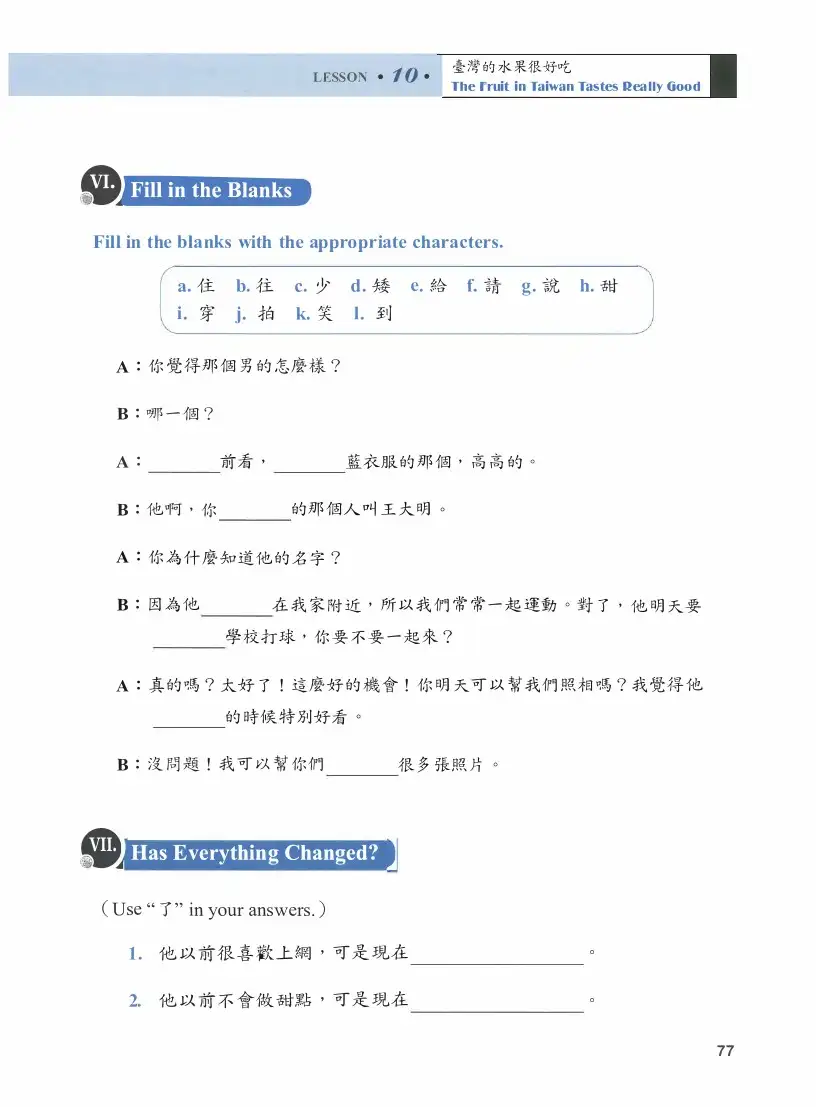 LESSON • 10 •
臺灣的水果很好吃
The Fruit in Taiwan Tastes Really Good
VI. Fill in the Blanks
Fill in the blanks with the appropriate characters.
a. 住 b. 往 c. 少 d. 矮 e. 給 f. 請 g. 說 h. 甜
i. 穿 j. 拍 k. 笑 l. 到
A：你覺得那個男的怎麼樣？
B：哪一個？
A：________前看，________藍衣服的那個，高高的。
B：他啊，你________的那個人叫王大明。
A：你為什麼知道他的名字？
B：因為他________在我家附近，所以我們常常一起運動。對了，他明天要
________學校打球，你要不要一起來？
A：真的嗎？太好了！這麼好的機會！你明天可以幫我們照相嗎？我覺得他
________的時候特別好看。
B：沒問題！我可以幫你們________很多張照片。
VII. Has Everything Changed?
（Use “了” in your answers.）
1. 他以前很喜歡上網，可是現在____________________。
2. 他以前不會做甜點，可是現在____________________。
77